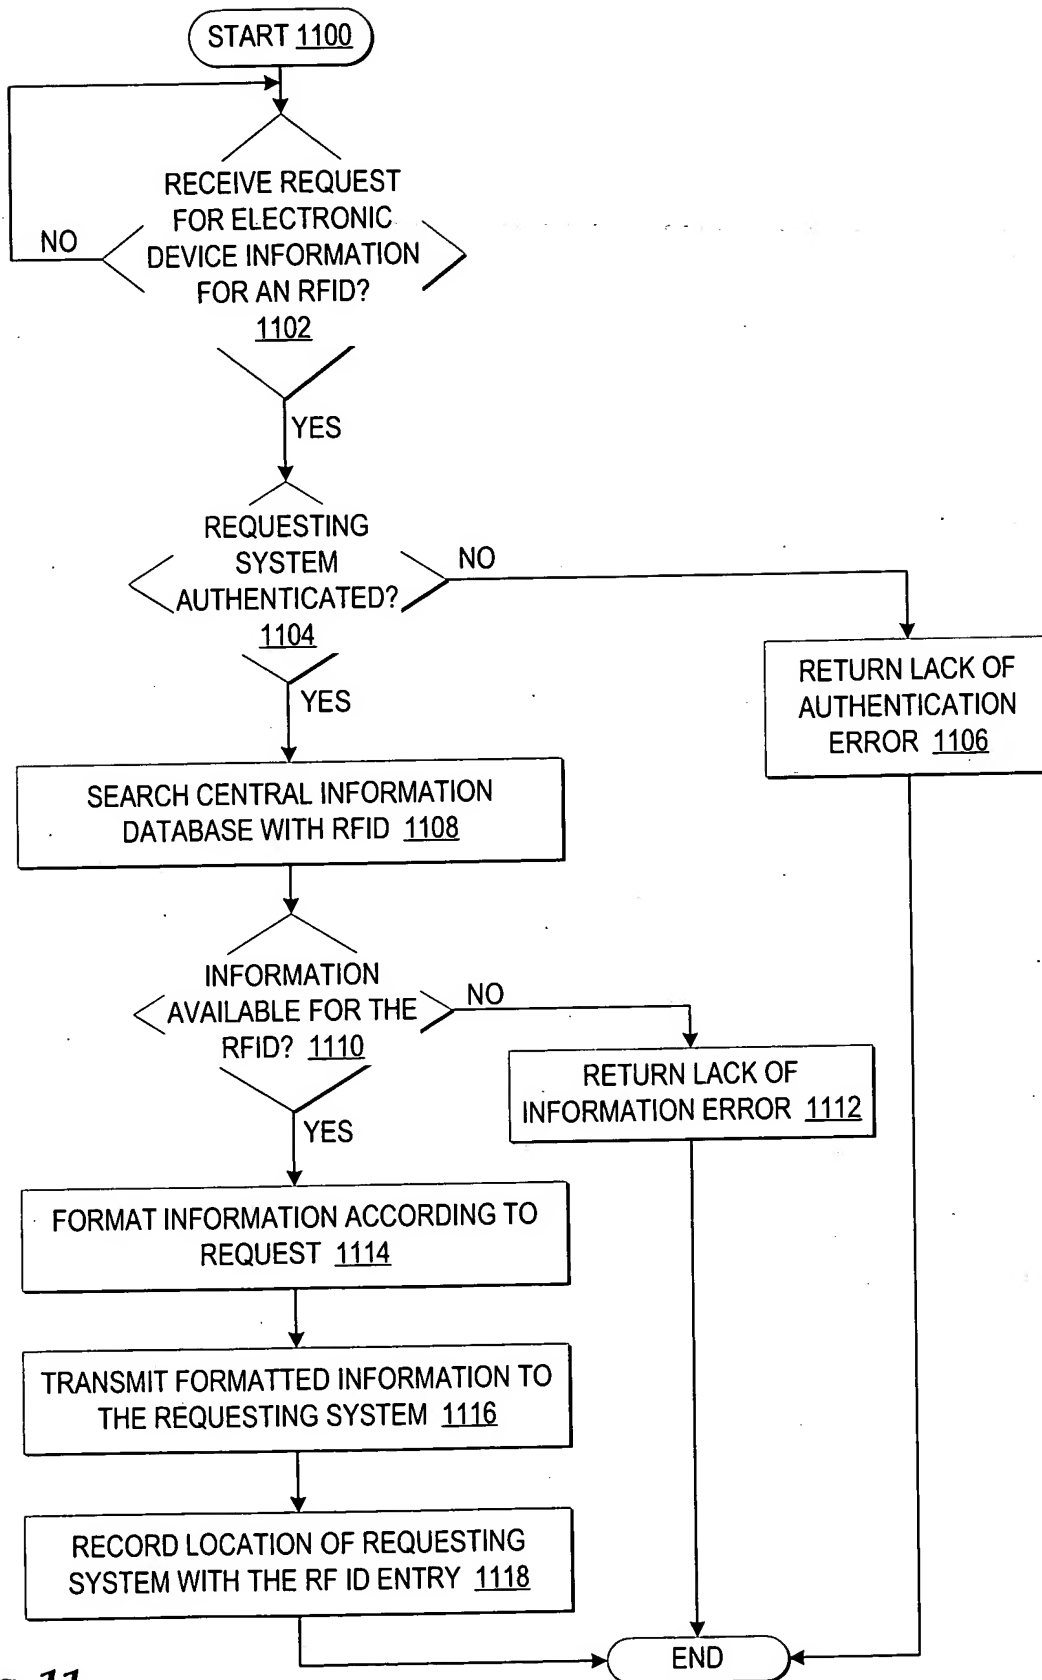 START 1100
RECEIVE REQUEST
FOR ELECTRONIC
DEVICE INFORMATION
FOR AN RFID?
1102
NO
YES
REQUESTING
SYSTEM
AUTHENTICATED?
1104
NO
YES
RETURN LACK OF
AUTHENTICATION
ERROR 1106
SEARCH CENTRAL INFORMATION
DATABASE WITH RFID 1108
INFORMATION
AVAILABLE FOR THE
RFID? 1110
NO
YES
RETURN LACK OF
INFORMATION ERROR 1112
FORMAT INFORMATION ACCORDING TO
REQUEST 1114
TRANSMIT FORMATTED INFORMATION TO
THE REQUESTING SYSTEM 1116
RECORD LOCATION OF REQUESTING
SYSTEM WITH THE RF ID ENTRY 1118
END
11